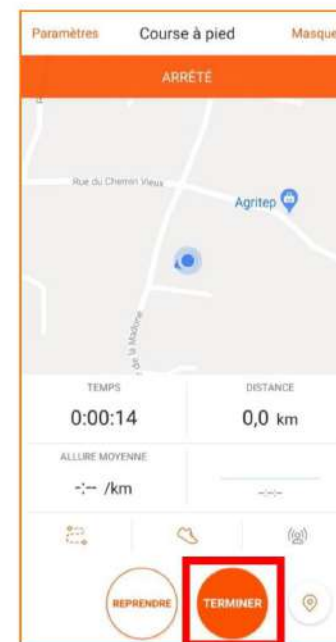 Paramètres Course à pied Masque
ARRÊTÉ
Rue du Chemin Vieux
Agritep
de la Madone
TEMPS DISTANCE
0:00:14 0,0 km
ALLURE MOYENNE
-:-- /km --:--
REPRENDRE TERMINER